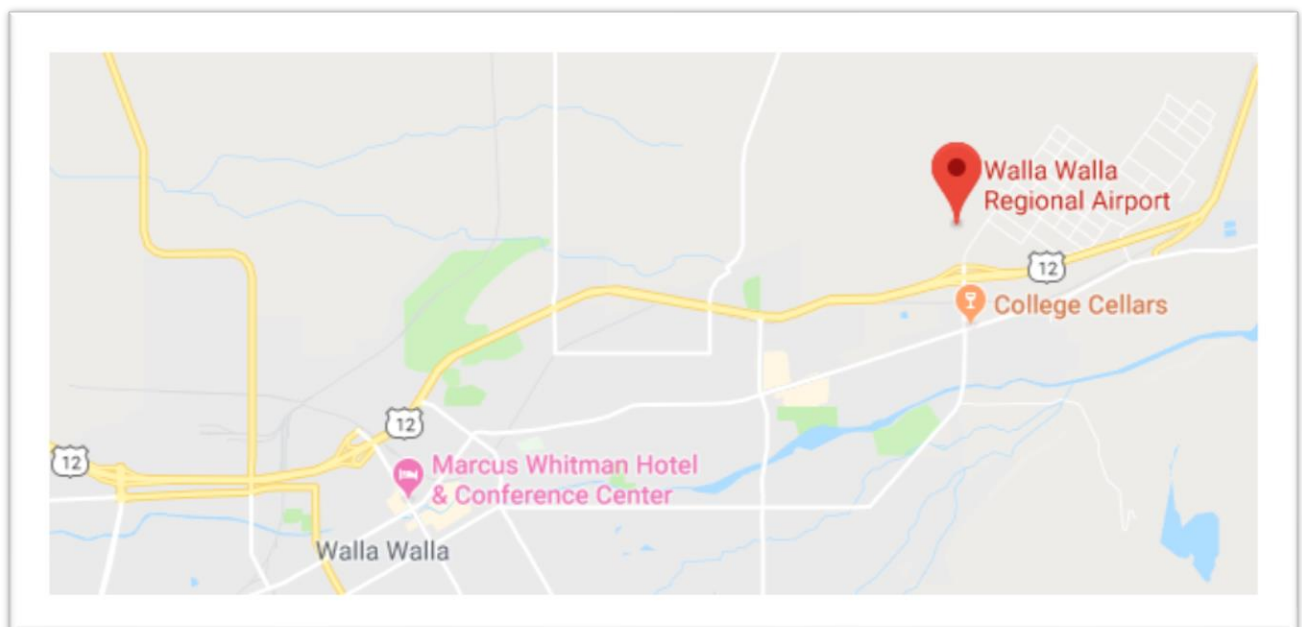 Walla Walla
Regional Airport
12
College Cellars
12
12
Marcus Whitman Hotel
& Conference Center
Walla Walla